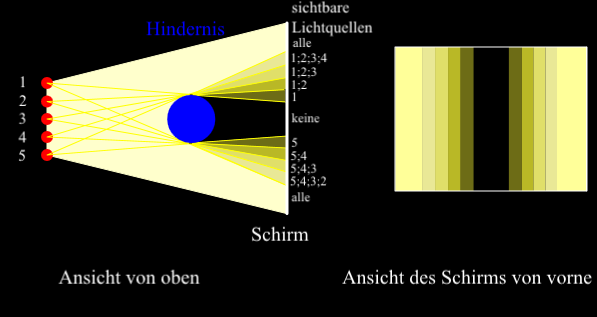 sichtbare
Hindernis
Lichtquellen
alle
1;2;3;4
1;2;3
1;2
1
keine
5
5;4
5;4;3
5;4;3;2
alle
1
2
3
4
5
Schirm
Ansicht von oben
Ansicht des Schirms von vorne